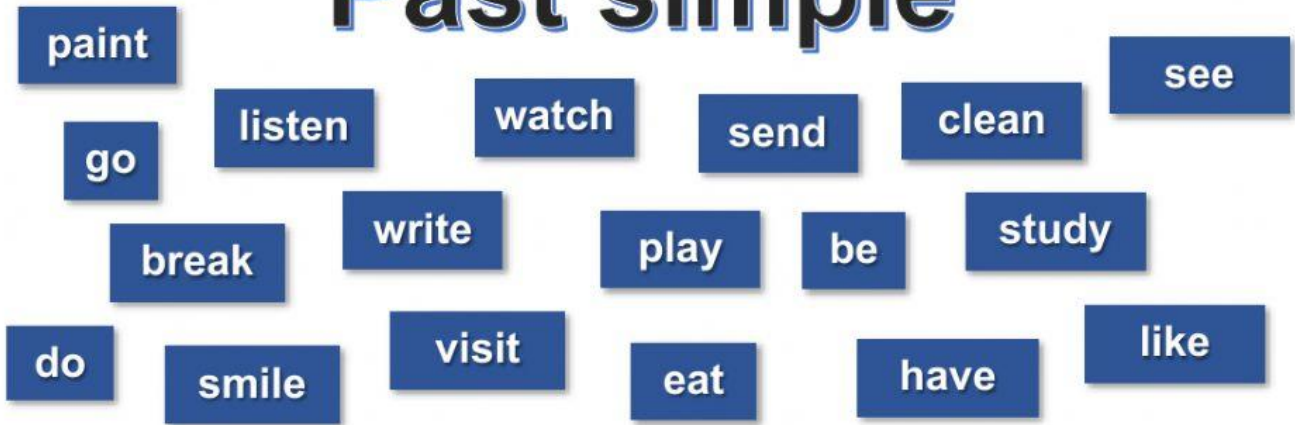 Past simple
paint
see
listen
watch
send
clean
go
write
play
be
study
break
do
smile
visit
eat
have
like